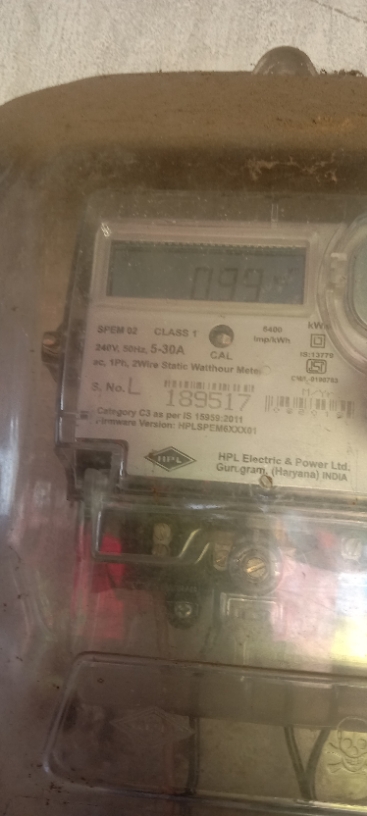 SPEM 02 CLASS 1 6400 kWh
240V, 50Hz, 5-30A imp/kWh
CAL IS:13779
ac, 1Ph, 2Wire Static Watthour Meter
S. No. L 189517
Category C3 as per IS 15959:2011
Firmware Version:
HPL HPL Electric & Power Ltd.
Gurugram, (Haryana) INDIA